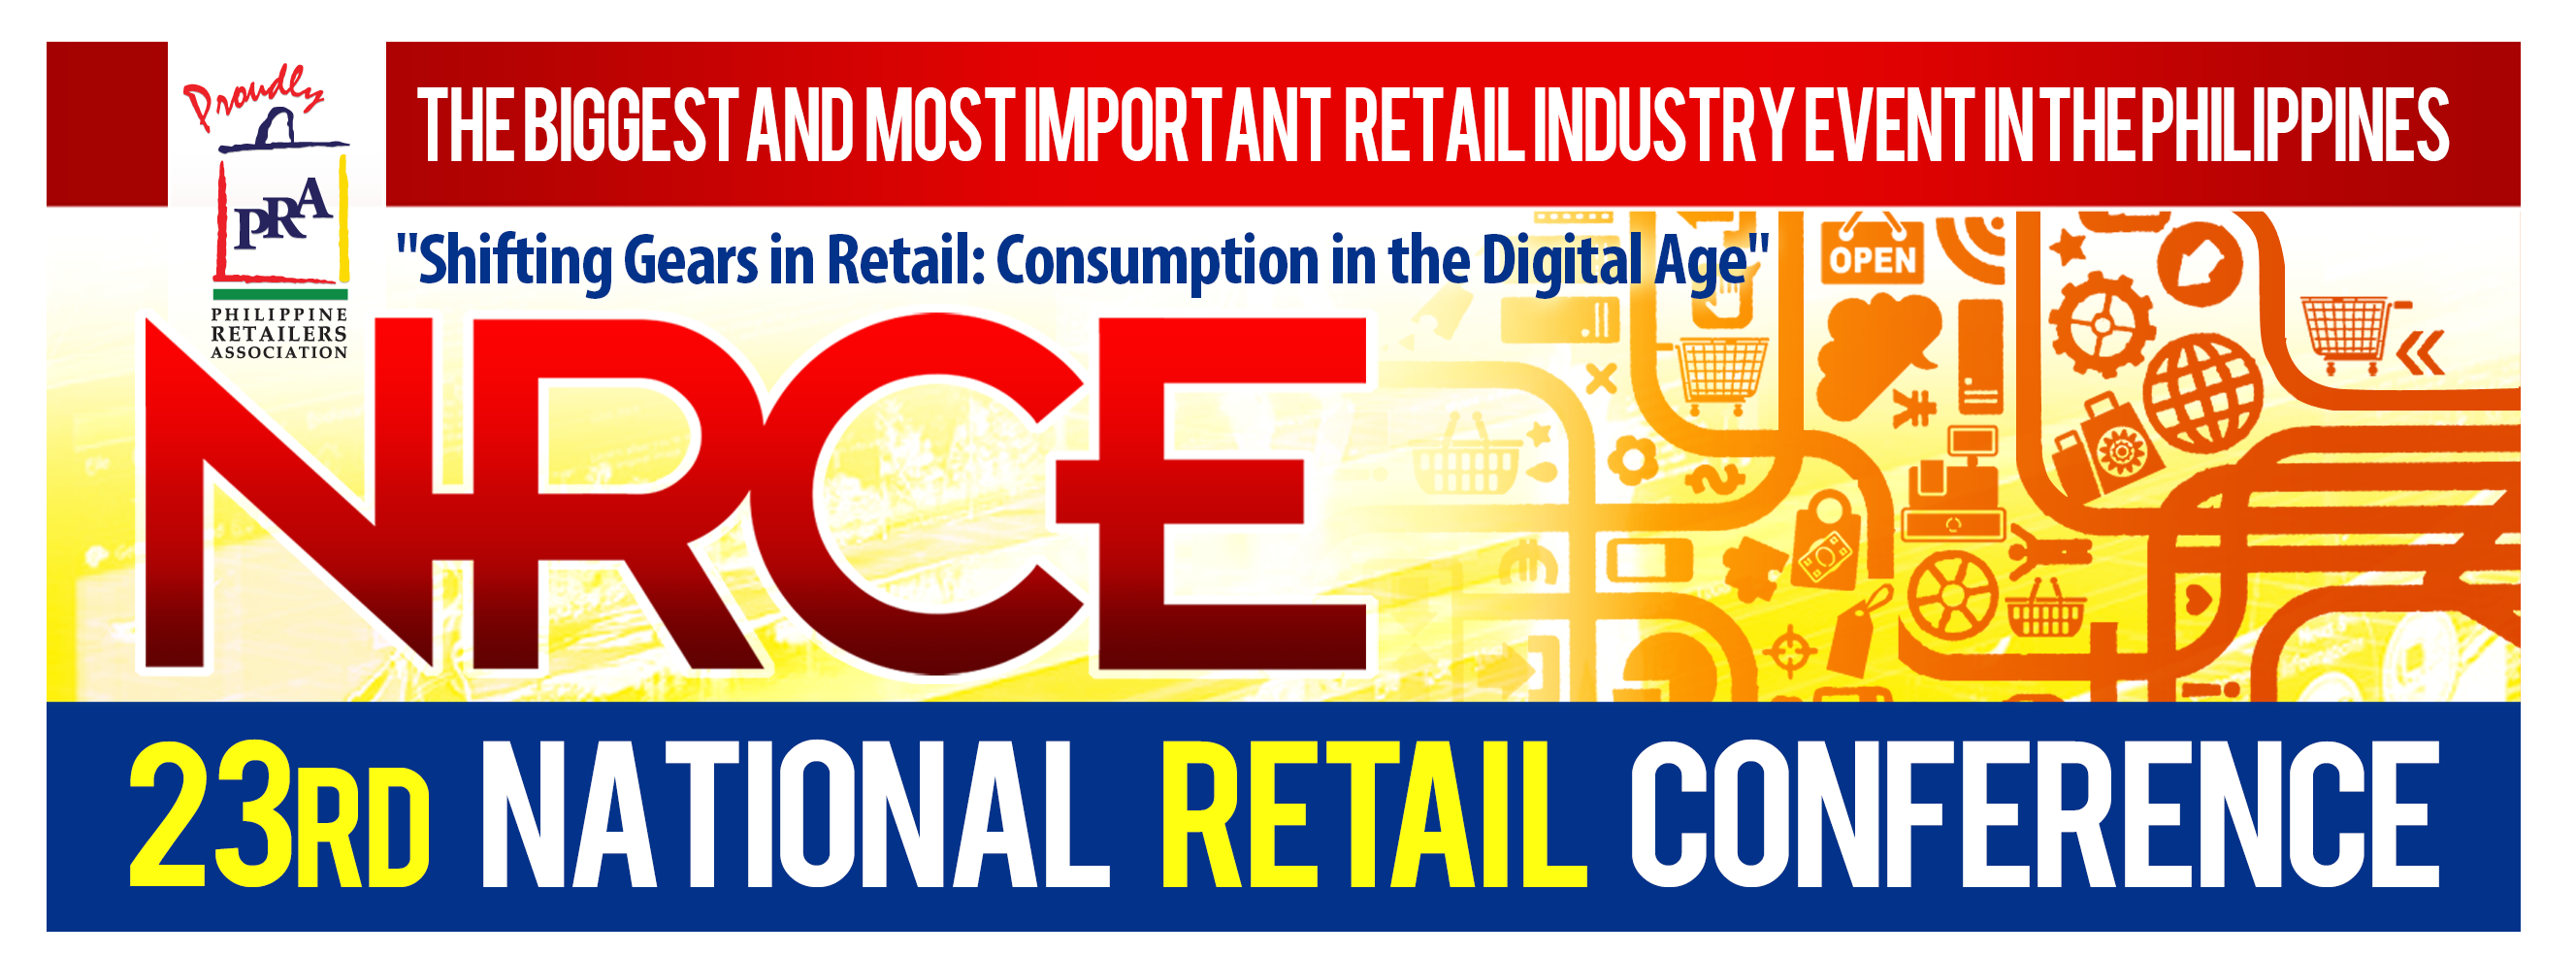 Proudly
PRA
PHILIPPINE
RETAILERS
ASSOCIATION
THE BIGGEST AND MOST IMPORTANT RETAIL INDUSTRY EVENT IN THE PHILIPPINES
"Shifting Gears in Retail: Consumption in the Digital Age"
OPEN
NRCE
23RD NATIONAL RETAIL CONFERENCE